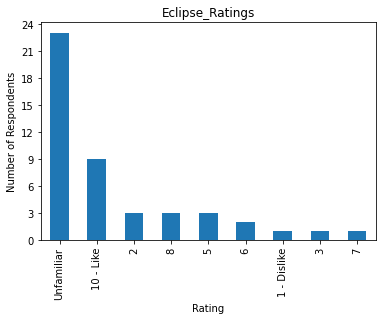 Eclipse_Ratings
Number of Respondents
24
21
18
15
12
9
6
3
0
Unfamiliar
10 - Like
2
8
5
6
1 - Dislike
3
7
Rating